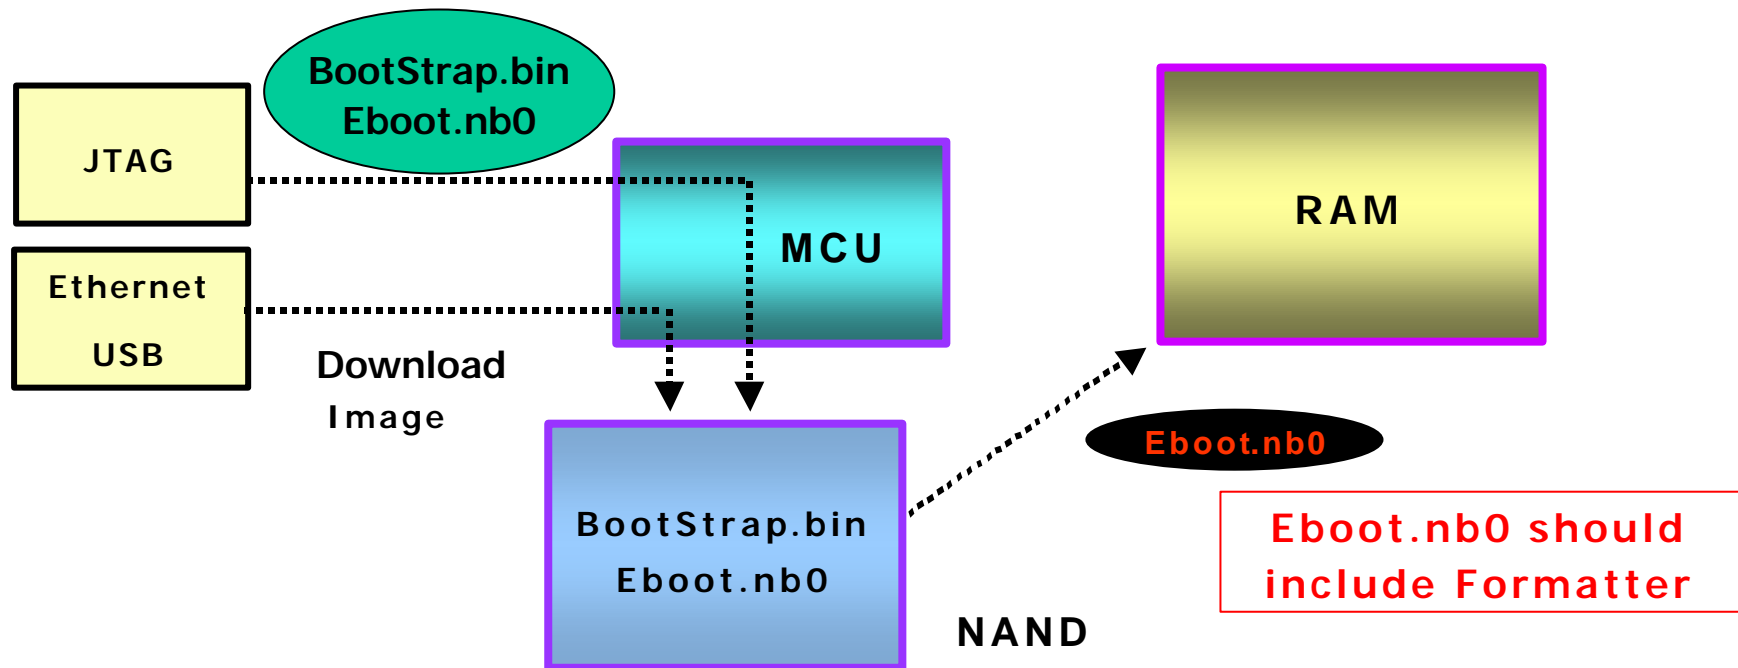 BootStrap.bin
Eboot.nb0
JTAG
MCU
RAM
Ethernet
USB
Download
Image
Eboot.nb0
BootStrap.bin
Eboot.nb0
Eboot.nb0 should
include Formatter
NAND